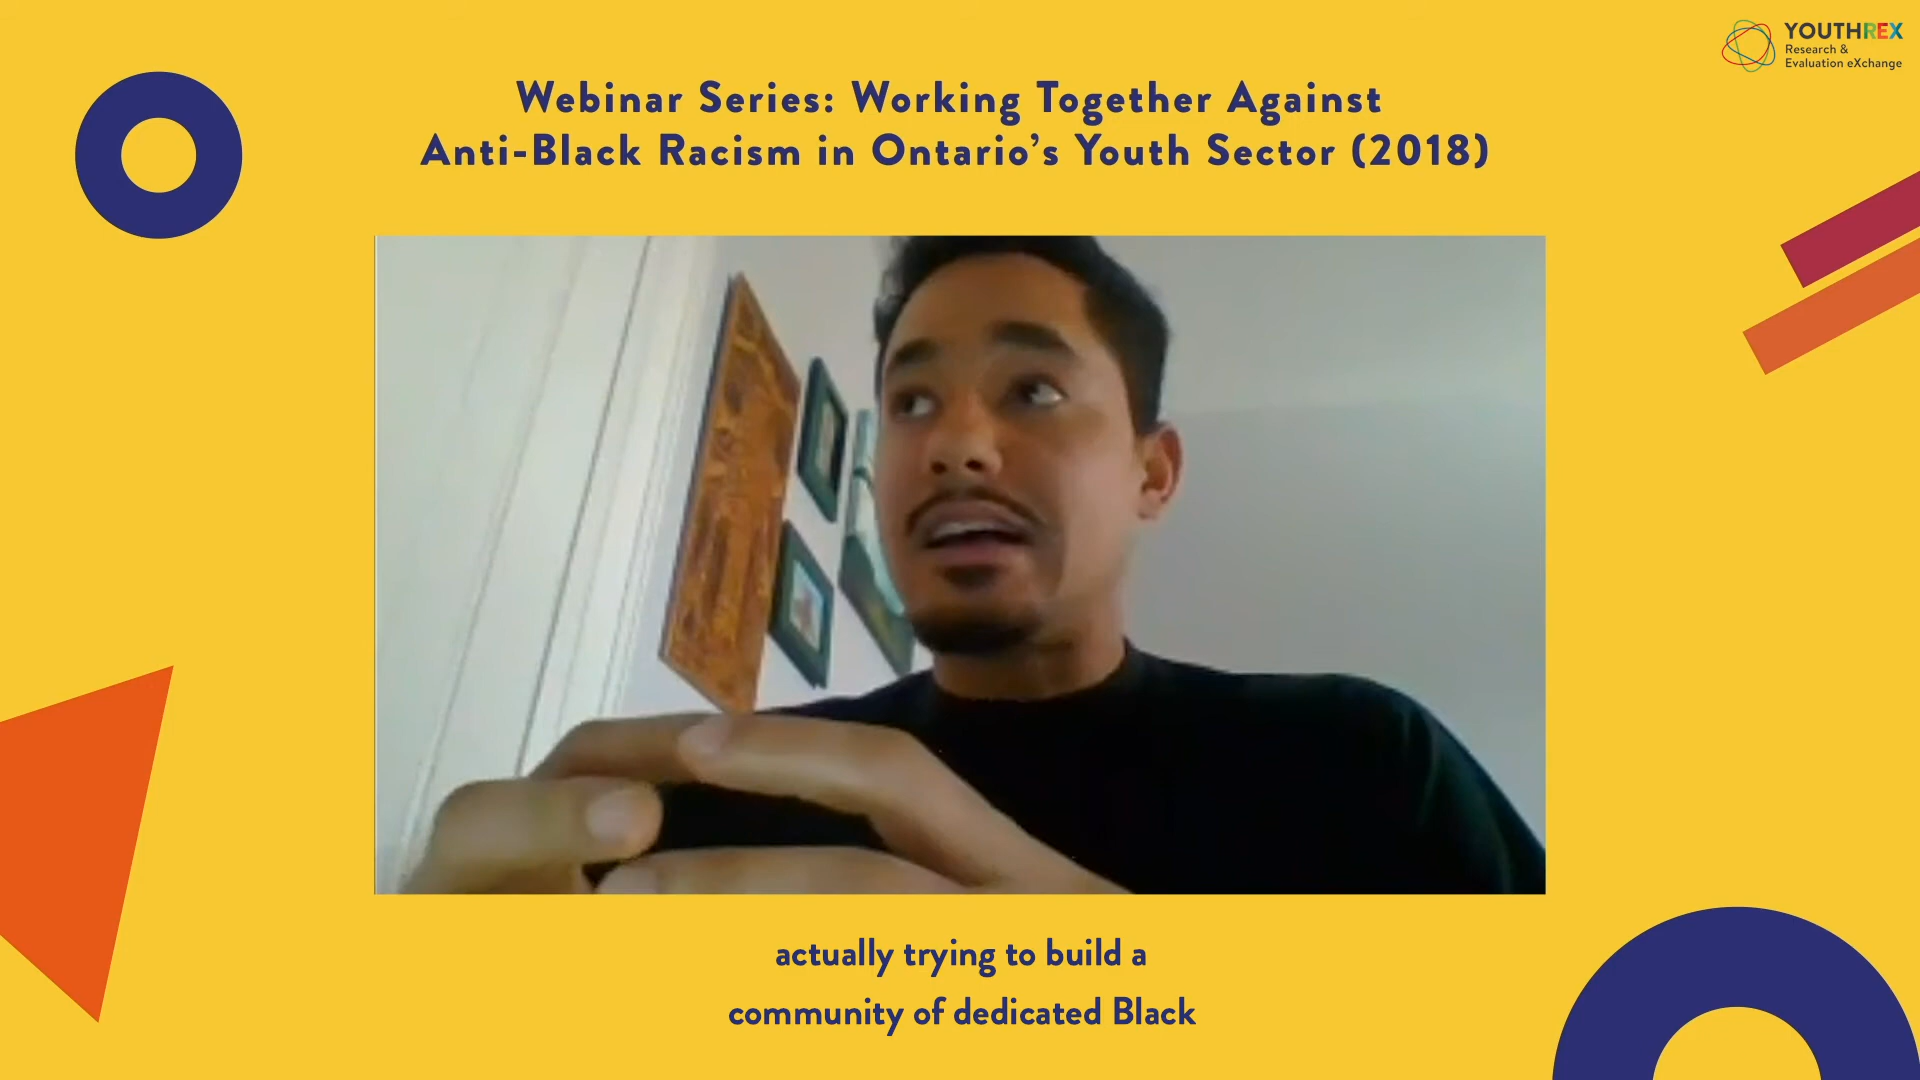 YOUTHREX
Research &
Evaluation eXchange
Webinar Series: Working Together Against
Anti-Black Racism in Ontario’s Youth Sector (2018)
actually trying to build a
community of dedicated Black